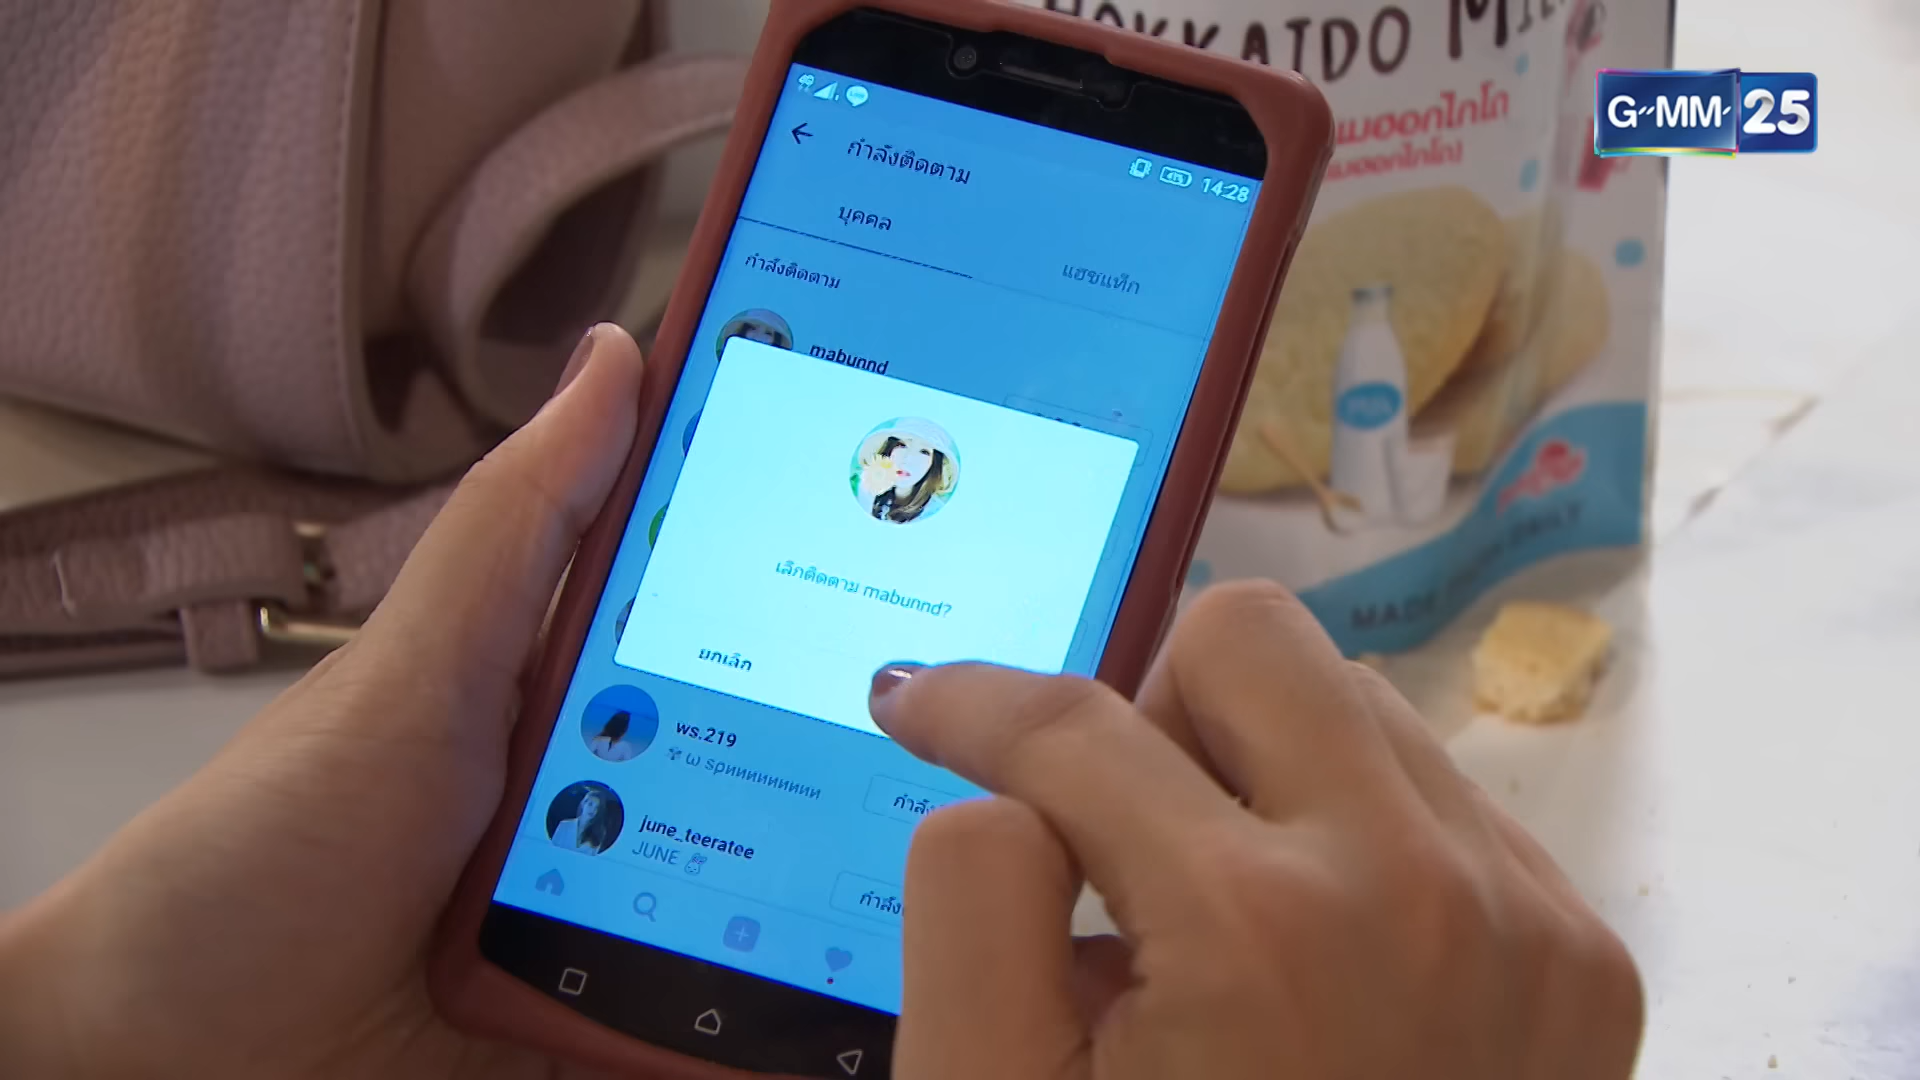 HOKKAIDO
GMM 25
14:28
กำลังติดตาม
บุคคล
แฮชแท็ก
กำลังติดตาม
mabunnd
เลิกติดตาม mabunnd?
ยกเลิก
ws.219
june_teeratee
JUNE
MADE
DAILY